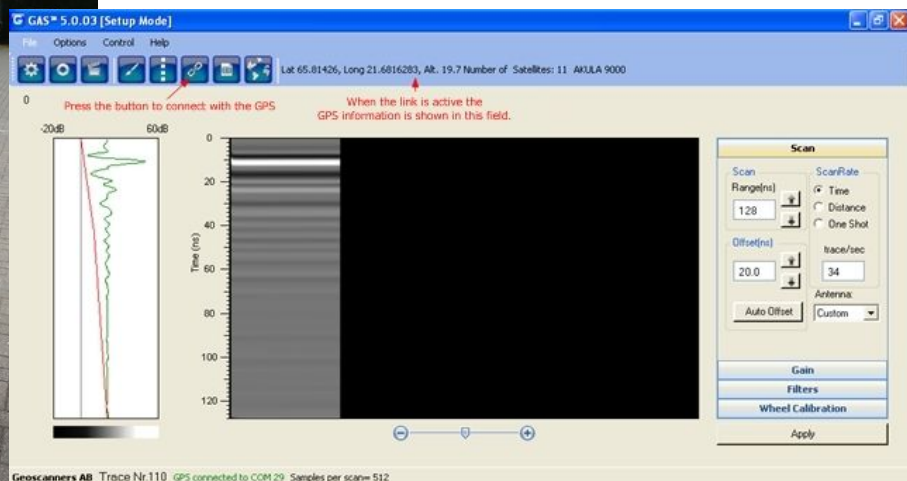 GAS™ 5.0.03 [Setup Mode]
File Options Control Help
Lat 65.81426, Long 21.6816283, Alt. 19.7 Number of Satellites: 11 AKULA 9000
Press the button to connect with the GPS
When the link is active the
GPS information is shown in this field.
0
-20dB 60dB
Time (ns)
0
20
40
60
80
100
120
Scan
Scan
Range(ns)
128
Offset(ns)
20.0
Auto Offset
ScanRate
Time
Distance
One Shot
trace/sec
34
Antenna:
Custom
Gain
Filters
Wheel Calibration
Apply
Geoscanners AB Trace Nr.110 GPS connected to COM 29 Samples per scan= 512